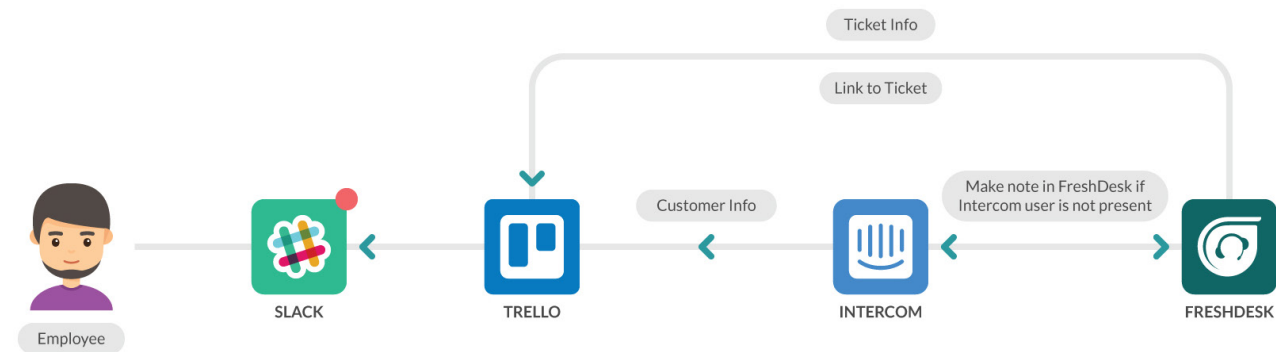 Ticket Info
Link to Ticket
Customer Info
Make note in FreshDesk if
Intercom user is not present
SLACK
TRELLO
INTERCOM
FRESHDESK
Employee